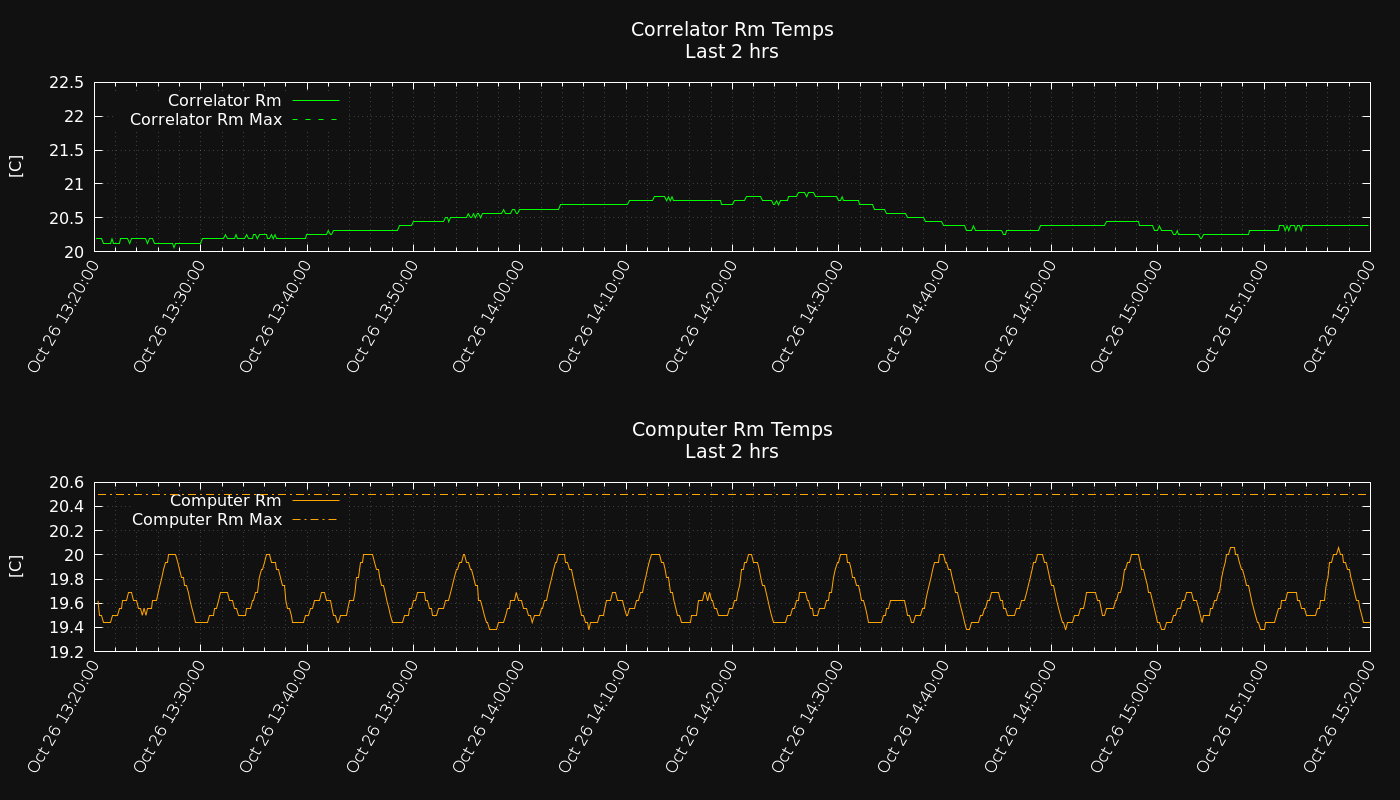 Correlator Rm Temps
Last 2 hrs
[C]
22.5
22
21.5
21
20.5
20
Correlator Rm
Correlator Rm Max
Oct 26 13:20:00
Oct 26 13:30:00
Oct 26 13:40:00
Oct 26 13:50:00
Oct 26 14:00:00
Oct 26 14:10:00
Oct 26 14:20:00
Oct 26 14:30:00
Oct 26 14:40:00
Oct 26 14:50:00
Oct 26 15:00:00
Oct 26 15:10:00
Oct 26 15:20:00
Computer Rm Temps
Last 2 hrs
[C]
20.6
20.4
20.2
20
19.8
19.6
19.4
19.2
Computer Rm
Computer Rm Max
Oct 26 13:20:00
Oct 26 13:30:00
Oct 26 13:40:00
Oct 26 13:50:00
Oct 26 14:00:00
Oct 26 14:10:00
Oct 26 14:20:00
Oct 26 14:30:00
Oct 26 14:40:00
Oct 26 14:50:00
Oct 26 15:00:00
Oct 26 15:10:00
Oct 26 15:20:00